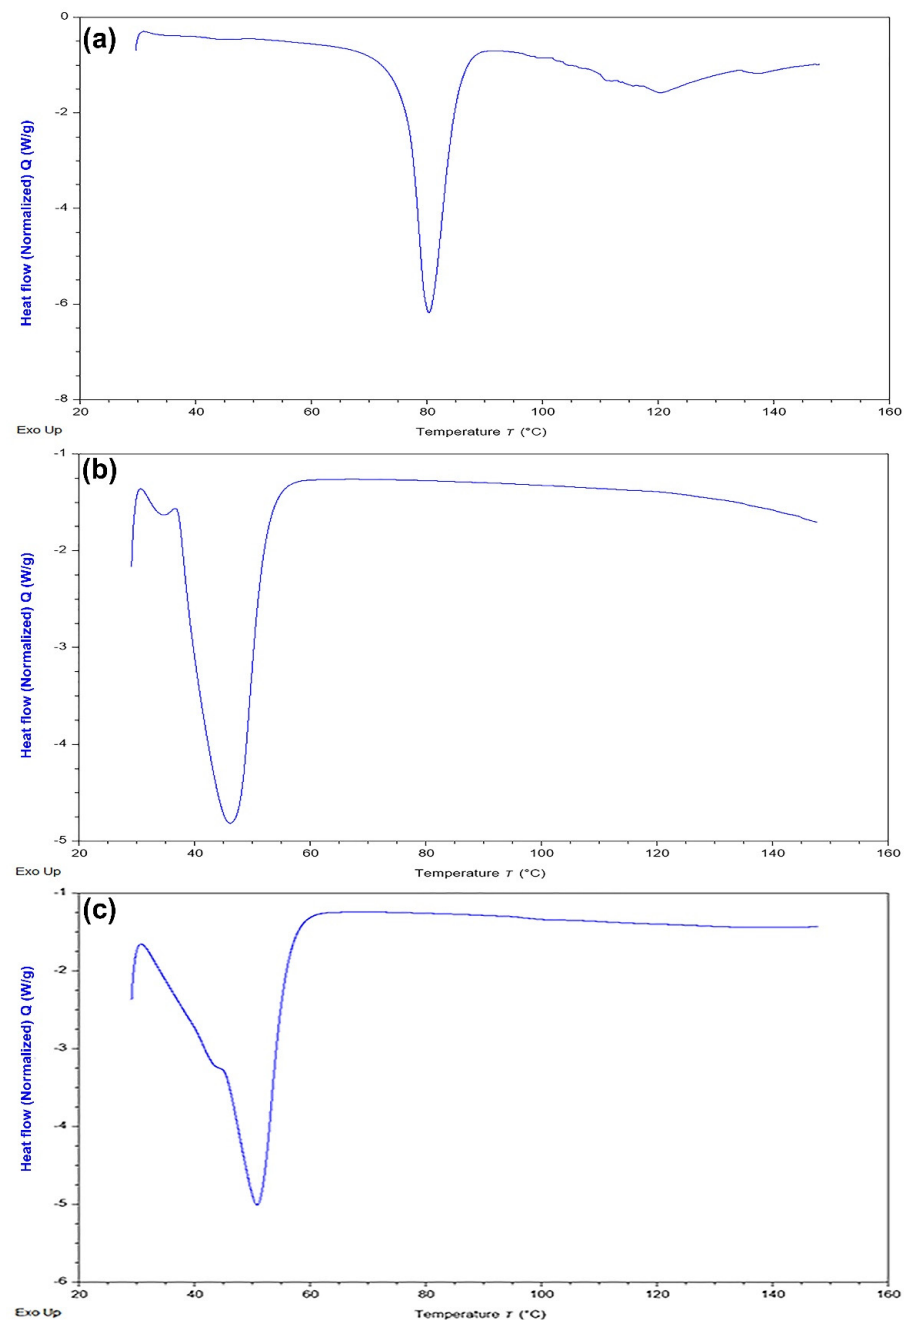 (a)
0
-2
-4
-6
-8
Heat flow (Normalized) Q (W/g)
20 40 60 80 100 120 140 160
Exo Up
Temperature T (°C)
(b)
-1
-2
-3
-4
-5
Heat flow (Normalized) Q (W/g)
20 40 60 80 100 120 140 160
Exo Up
Temperature T (°C)
(c)
-1
-2
-3
-4
-5
-6
Heat flow (Normalized) Q (W/g)
20 40 60 80 100 120 140 160
Exo Up
Temperature T (°C)